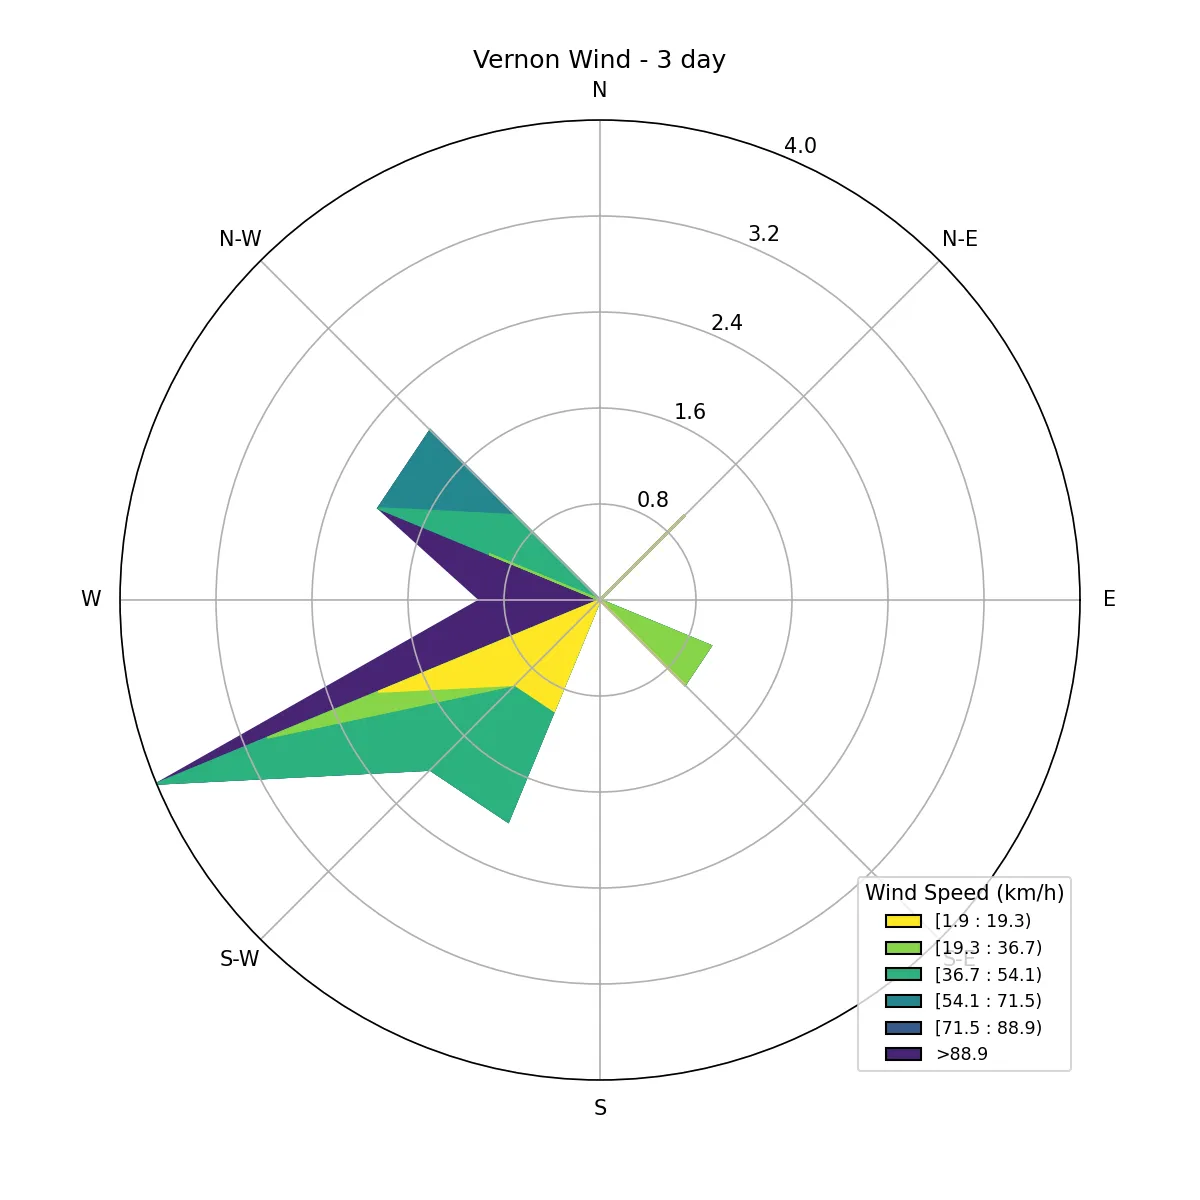 Vernon Wind - 3 day
N
4.0
N-W
3.2
N-E
2.4
1.6
0.8
W
E
S-W
S-E
S
Wind Speed (km/h)
[1.9 : 19.3)
[19.3 : 36.7)
[36.7 : 54.1)
[54.1 : 71.5)
[71.5 : 88.9)
>88.9